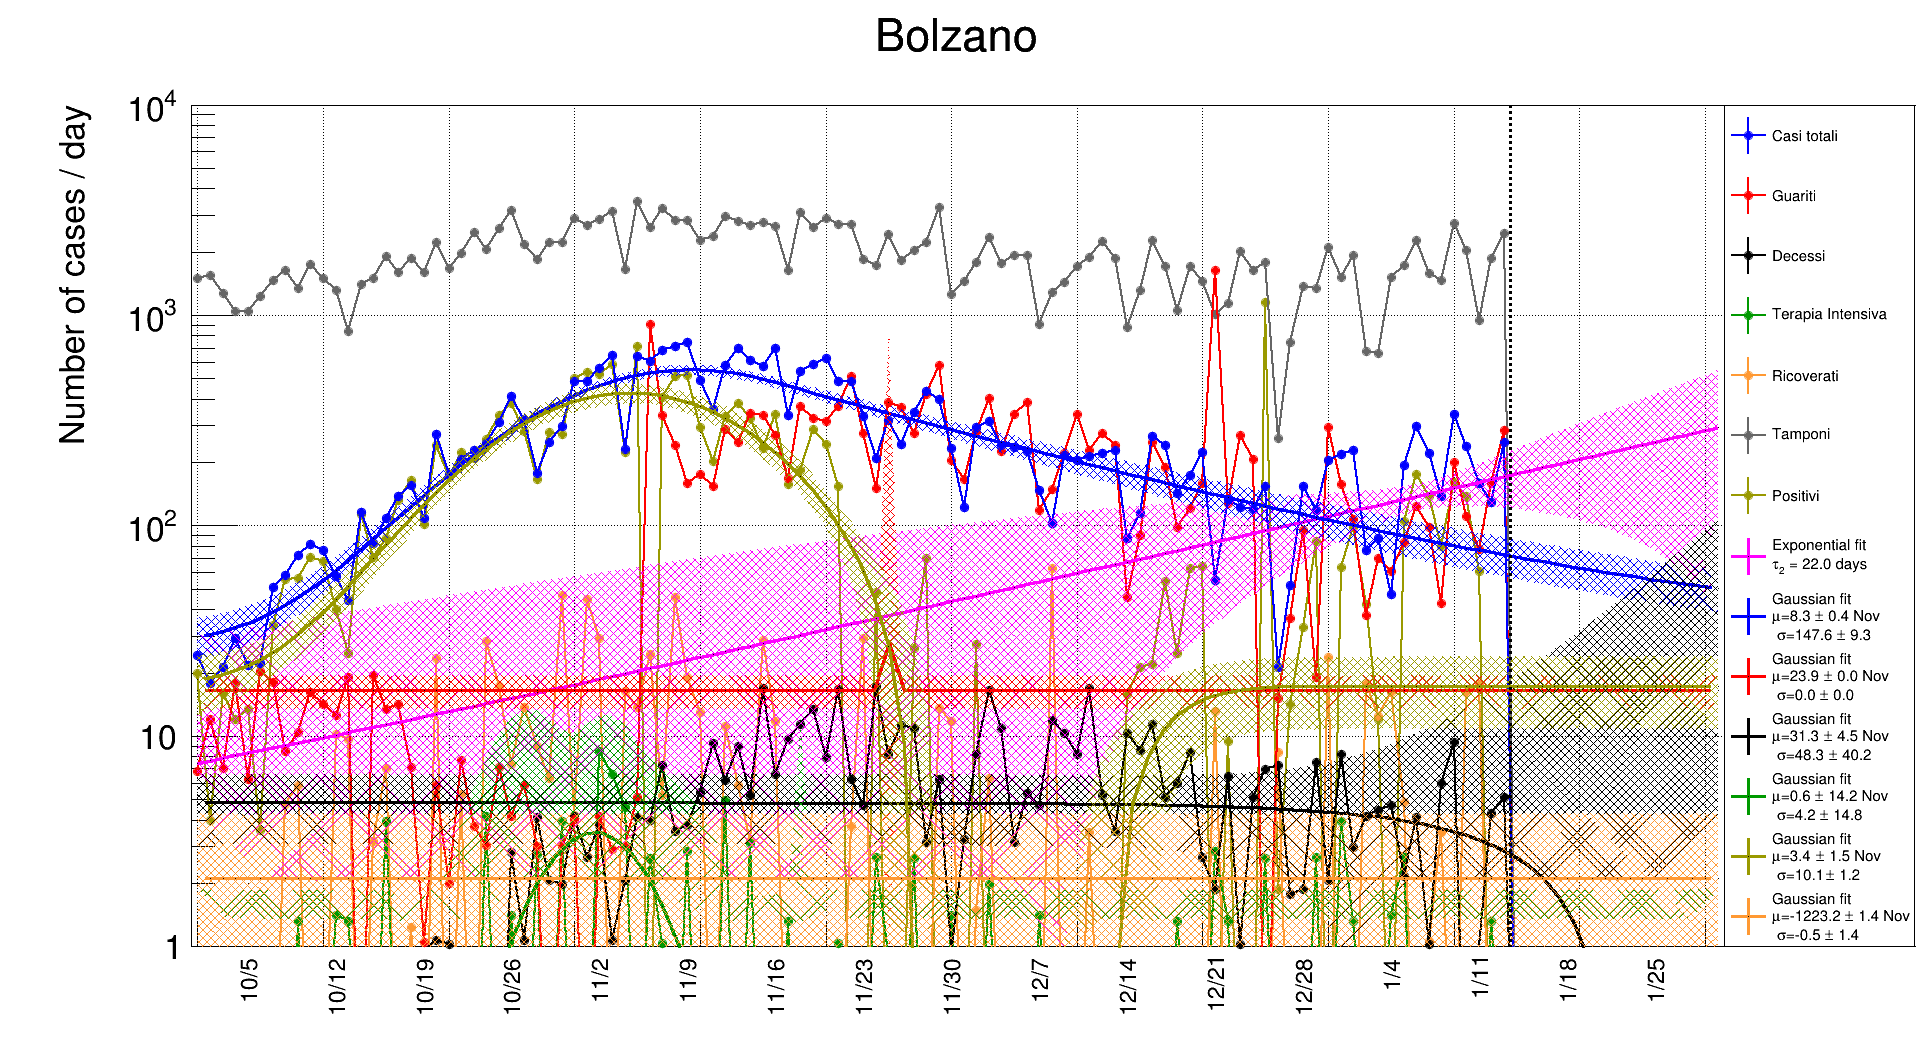 Bolzano
Number of cases / day
10^4
10^3
10^2
10
1
10/5
10/12
10/19
10/26
11/2
11/9
11/16
11/23
11/30
12/7
12/14
12/21
12/28
1/4
1/11
1/18
1/25
Casi totali
Guariti
Decessi
Terapia Intensiva
Ricoverati
Tamponi
Positivi
Exponential fit
τ₂ = 22.0 days
Gaussian fit
μ=8.3 ± 0.4 Nov
σ=147.6 ± 9.3
Gaussian fit
μ=23.9 ± 0.0 Nov
σ=0.0 ± 0.0
Gaussian fit
μ=31.3 ± 4.5 Nov
σ=48.3 ± 40.2
Gaussian fit
μ=0.6 ± 14.2 Nov
σ=4.2 ± 14.8
Gaussian fit
μ=3.4 ± 1.5 Nov
σ=10.1 ± 1.2
Gaussian fit
μ=-1223.2 ± 1.4 Nov
σ=-0.5 ± 1.4